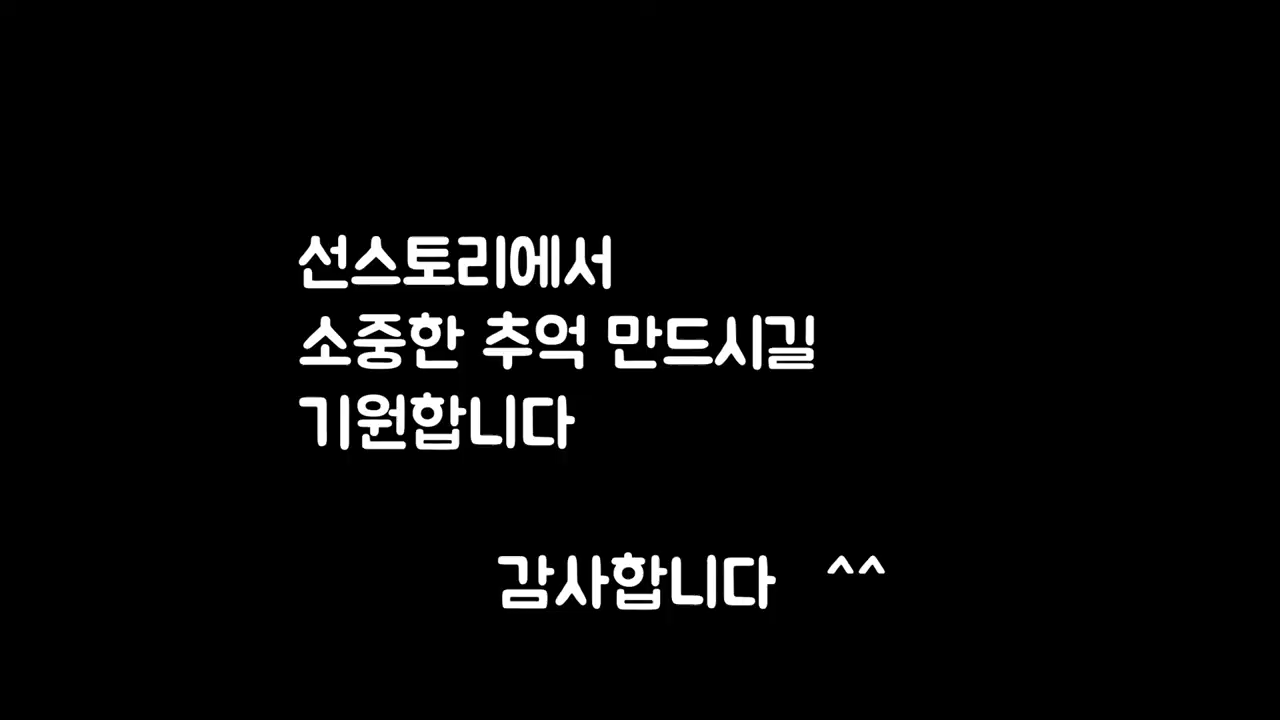 선스토리에서
소중한 추억 만드시길
기원합니다
감사합니다 ^^